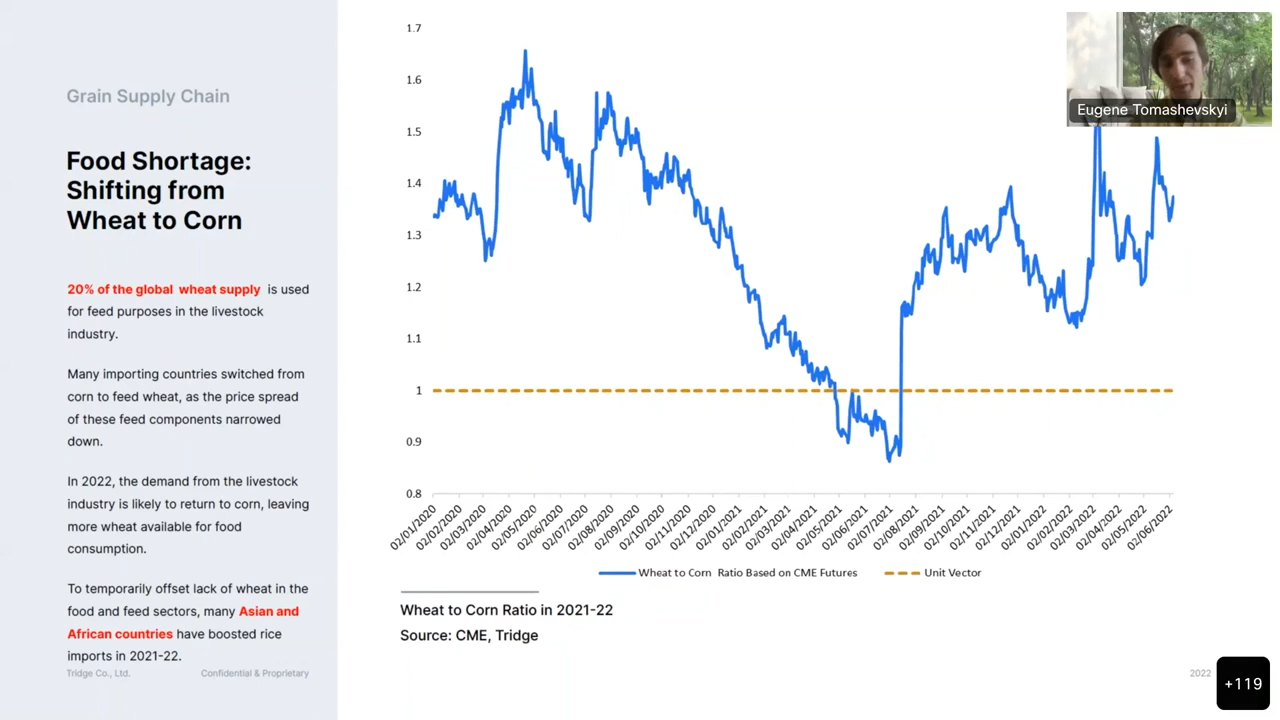 Grain Supply Chain
Food Shortage:
Shifting from
Wheat to Corn
20% of the global wheat supply is used
for feed purposes in the livestock
industry.
Many importing countries switched from
corn to feed wheat, as the price spread
of these feed components narrowed
down.
In 2022, the demand from the livestock
industry is likely to return to corn, leaving
more wheat available for food
consumption.
To temporarily offset lack of wheat in the
food and feed sectors, many Asian and
African countries have boosted rice
imports in 2021-22.
Tridge Co., Ltd. Confidential & Proprietary
1.7
1.6
1.5
1.4
1.3
1.2
1.1
1
0.9
0.8
02/01/2020
02/02/2020
02/03/2020
02/04/2020
02/05/2020
02/06/2020
02/07/2020
02/08/2020
02/09/2020
02/10/2020
02/11/2020
02/12/2020
02/01/2021
02/02/2021
02/03/2021
02/04/2021
02/05/2021
02/06/2021
02/07/2021
02/08/2021
02/09/2021
02/10/2021
02/11/2021
02/12/2021
02/01/2022
02/02/2022
02/03/2022
02/04/2022
02/05/2022
02/06/2022
Wheat to Corn Ratio Based on CME Futures Unit Vector
Wheat to Corn Ratio in 2021-22
Source: CME, Tridge
Eugene Tomashevskyi
2022
+119